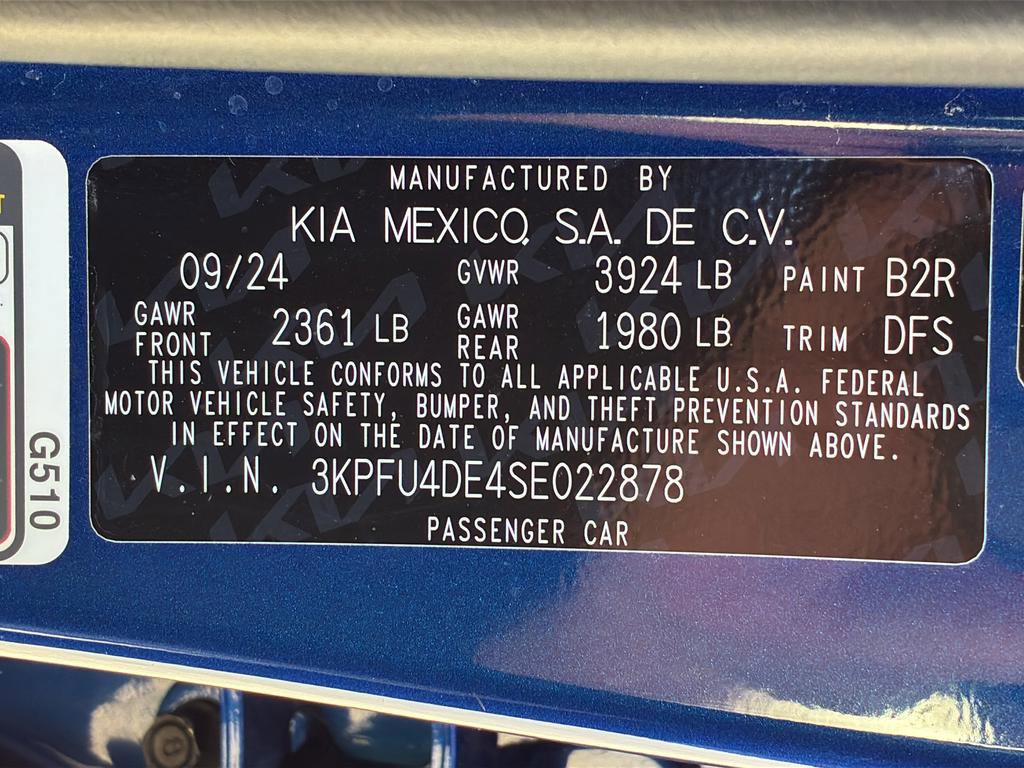 MANUFACTURED BY
KIA MEXICO, S.A. DE C.V.
09/24 GVWR 3924 LB PAINT B2R
GAWR FRONT 2361 LB GAWR REAR 1980 LB TRIM DFS
THIS VEHICLE CONFORMS TO ALL APPLICABLE U.S.A. FEDERAL
MOTOR VEHICLE SAFETY, BUMPER, AND THEFT PREVENTION STANDARDS
IN EFFECT ON THE DATE OF MANUFACTURE SHOWN ABOVE.
V.I.N. 3KPFU4DE4SE022878
PASSENGER CAR
G510